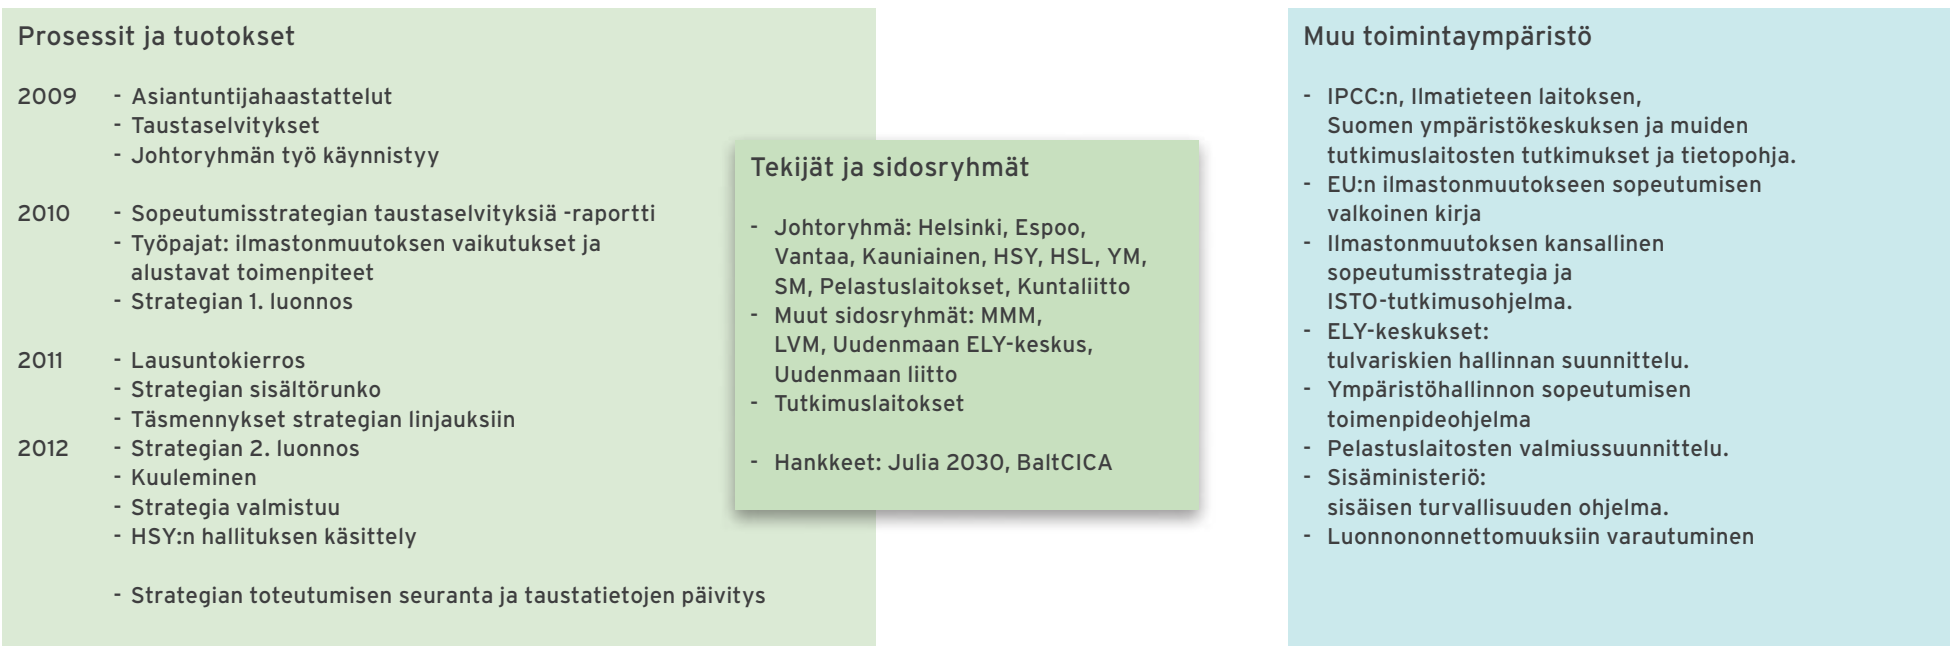 Prosessit ja tuotokset
2009 - Asiantuntijahaastattelut
- Taustaselvitykset
- Johtoryhmän työ käynnistyy
2010 - Sopeutumisstrategian taustaselvityksiä -raportti
- Työpajat: ilmastonmuutoksen vaikutukset ja
alustavat toimenpiteet
- Strategian 1. luonnos
2011 - Lausuntokierros
- Strategian sisältörunko
- Täsmennykset strategian linjauksiin
2012 - Strategian 2. luonnos
- Kuuleminen
- Strategia valmistuu
- HSY:n hallituksen käsittely
- Strategian toteutumisen seuranta ja taustatietojen päivitys
Tekijät ja sidosryhmät
- Johtoryhmä: Helsinki, Espoo,
Vantaa, Kauniainen, HSY, HSL, YM,
SM, Pelastuslaitokset, Kuntaliitto
- Muut sidosryhmät: MMM,
LVM, Uudenmaan ELY-keskus,
Uudenmaan liitto
- Tutkimuslaitokset
- Hankkeet: Julia 2030, BaltCICA
Muu toimintaympäristö
- IPCC:n, Ilmatieteen laitoksen,
Suomen ympäristökeskuksen ja muiden
tutkimuslaitosten tutkimukset ja tietopohja.
- EU:n ilmastonmuutokseen sopeutumisen
valkoinen kirja
- Ilmastonmuutoksen kansallinen
sopeutumisstrategia ja
ISTO-tutkimusohjelma.
- ELY-keskukset:
tulvariskien hallinnan suunnittelu.
- Ympäristöhallinnon sopeutumisen
toimenpideohjelma
- Pelastuslaitosten valmiussuunnittelu.
- Sisäministeriö:
sisäisen turvallisuuden ohjelma.
- Luonnononnettomuuksiin varautuminen